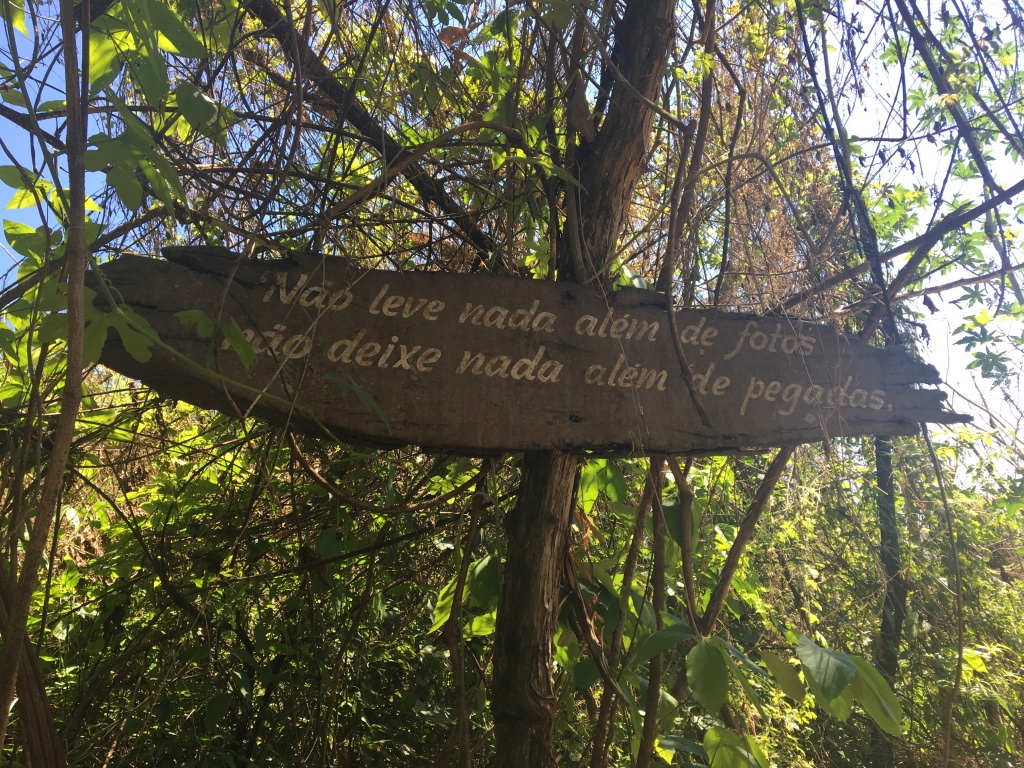 "Não leve nada além de fotos
não deixe nada além de pegadas.